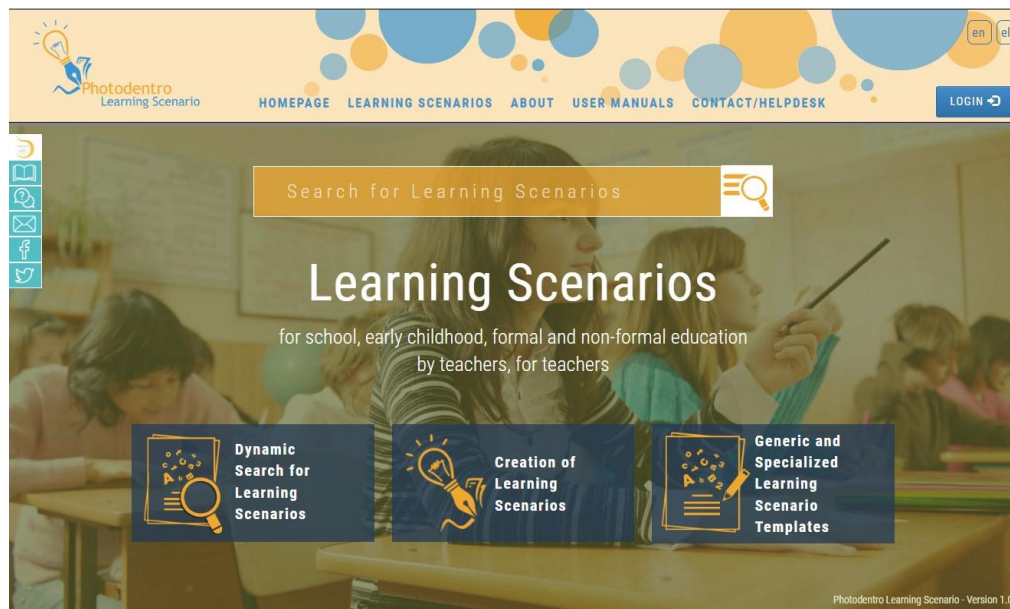 en el
Photodentro
Learning Scenario
HOMEPAGE LEARNING SCENARIOS ABOUT USER MANUALS CONTACT/HELPDESK
LOGIN
Search for Learning Scenarios
Learning Scenarios
for school, early childhood, formal and non-formal education
by teachers, for teachers
Dynamic
Search for
Learning
Scenarios
Creation of
Learning
Scenarios
Generic and
Specialized
Learning
Scenario
Templates
Photodentro Learning Scenario - Version 1.0